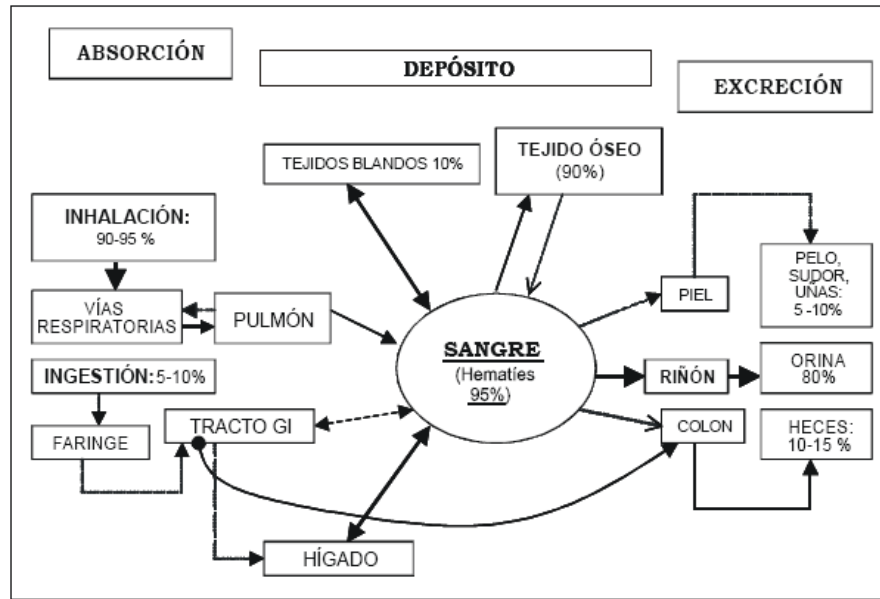 ABSORCIÓN
DEPÓSITO
EXCRECIÓN
TEJIDOS BLANDOS 10%
TEJIDO ÓSEO
(90%)
INHALACIÓN:
90-95 %
VÍAS
RESPIRATORIAS
PULMÓN
INGESTIÓN:5-10%
FARINGE
TRACTO GI
HÍGADO
SANGRE
(Hematíes
95%)
PIEL
PELO,
SUDOR,
UÑAS:
5 -10%
RIÑÓN
ORINA
80%
COLON
HECES:
10-15 %